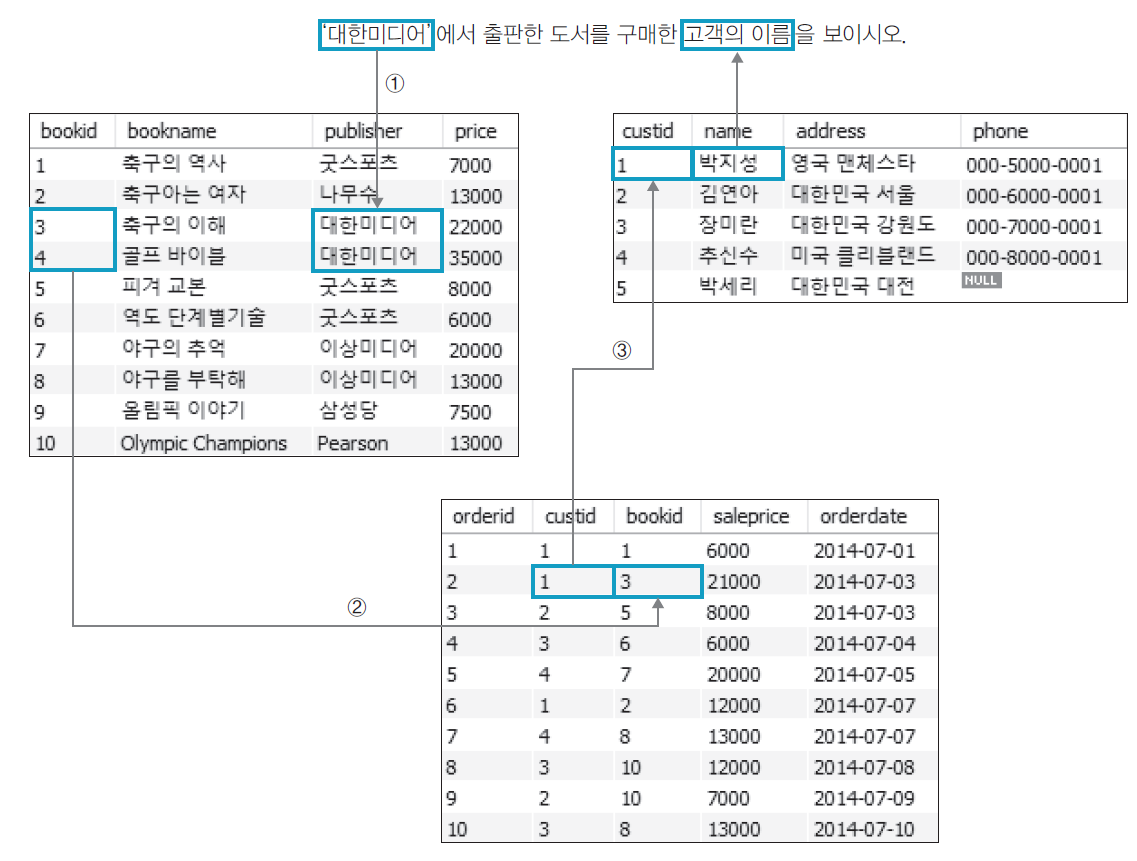 '대한미디어'에서 출판한 도서를 구매한 고객의 이름을 보이시오.
①
bookid bookname publisher price
1 축구의 역사 굿스포츠 7000
2 축구아는 여자 나무수 13000
3 축구의 이해 대한미디어 22000
4 골프 바이블 대한미디어 35000
5 피겨 교본 굿스포츠 8000
6 역도 단계별기술 굿스포츠 6000
7 야구의 추억 이상미디어 20000
8 야구를 부탁해 이상미디어 13000
9 올림픽 이야기 삼성당 7500
10 Olympic Champions Pearson 13000
custid name address phone
1 박지성 영국 맨체스타 000-5000-0001
2 김연아 대한민국 서울 000-6000-0001
3 장미란 대한민국 강원도 000-7000-0001
4 추신수 미국 클리블랜드 000-8000-0001
5 박세리 대한민국 대전 NULL
③
②
orderid custid bookid saleprice orderdate
1 1 1 6000 2014-07-01
2 1 3 21000 2014-07-03
3 2 5 8000 2014-07-03
4 3 6 6000 2014-07-04
5 4 7 20000 2014-07-05
6 1 2 12000 2014-07-07
7 4 8 13000 2014-07-07
8 3 10 12000 2014-07-08
9 2 10 7000 2014-07-09
10 3 8 13000 2014-07-10